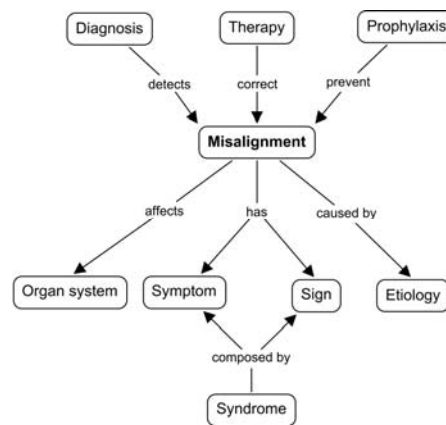 Diagnosis Therapy Prophylaxis
detects correct prevent
Misalignment
affects has caused by
Organ system Symptom Sign Etiology
composed by
Syndrome